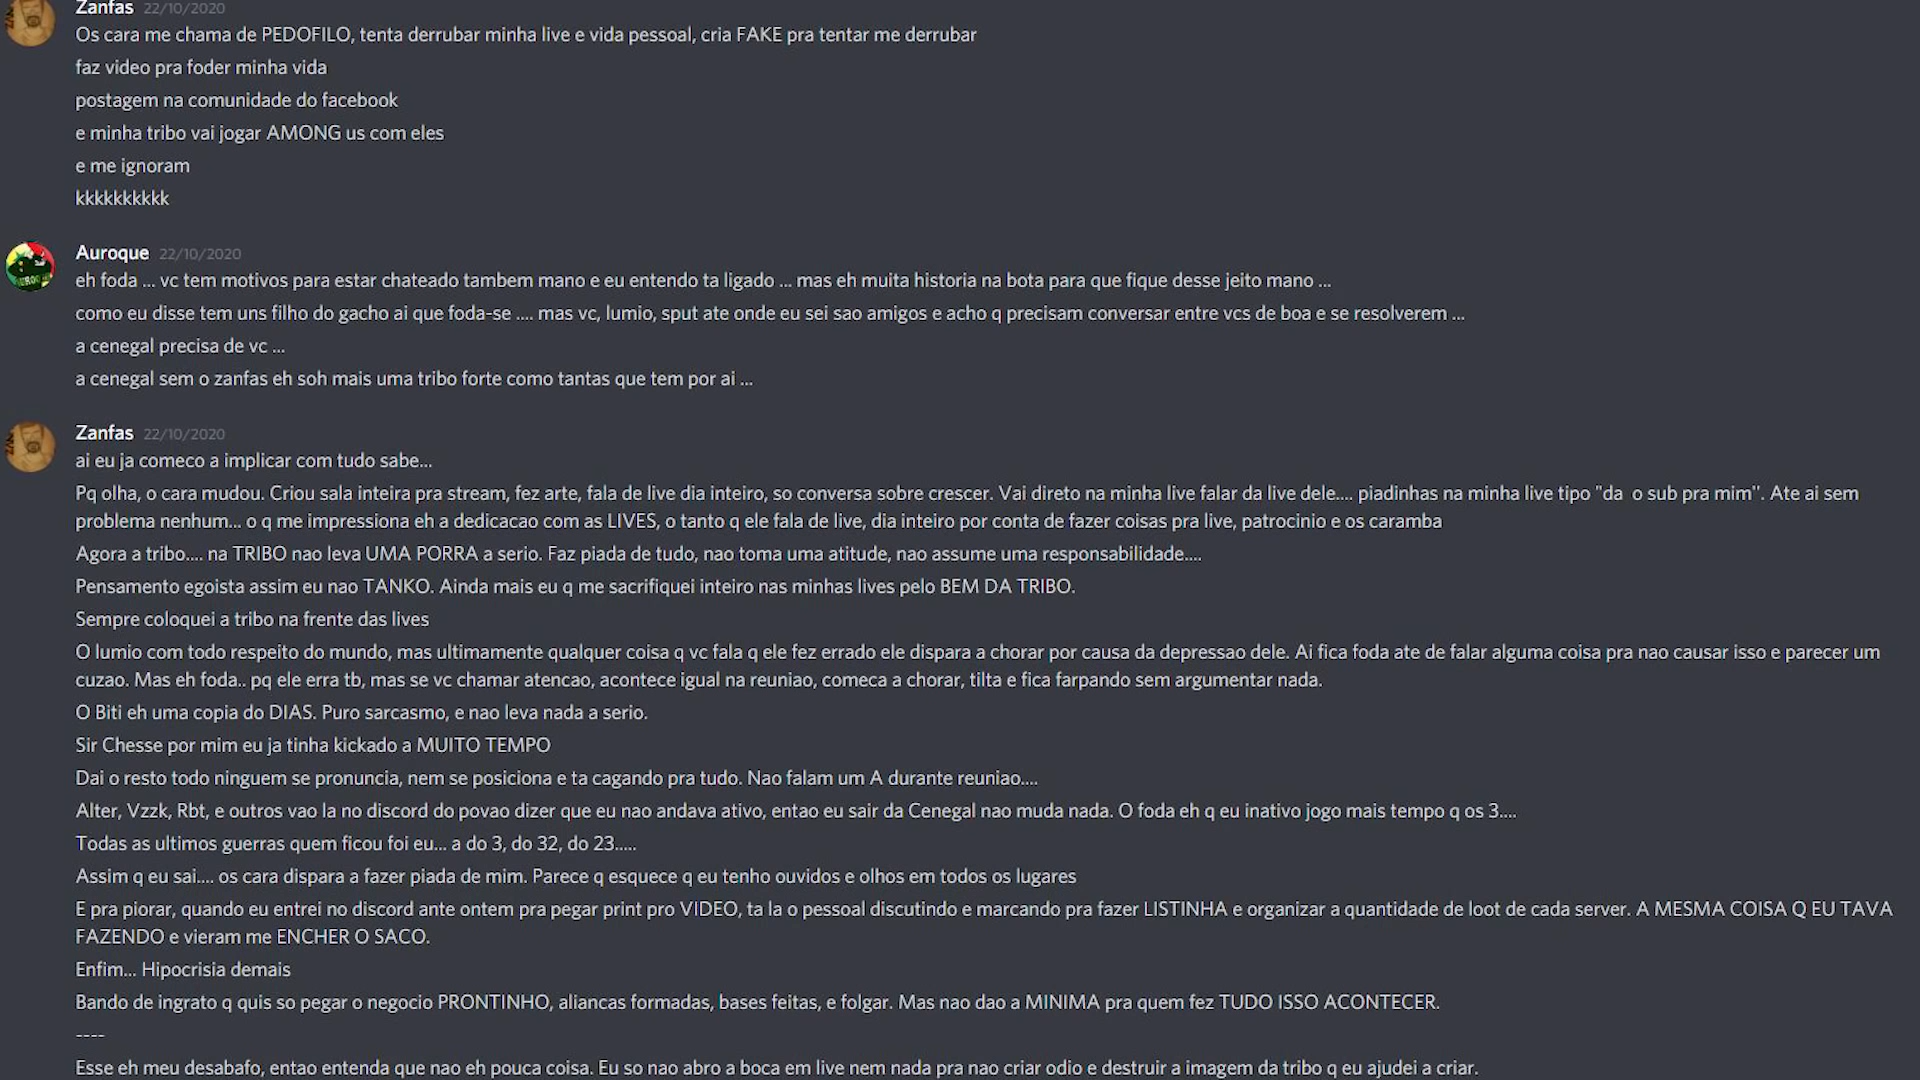 Zanfas 22/10/2020
Os cara me chama de PEDOFILO, tenta derrubar minha live e vida pessoal, cria FAKE pra tentar me derrubar
faz video pra foder minha vida
postagem na comunidade do facebook
e minha tribo vai jogar AMONG us com eles
e me ignoram
kkkkkkkkkk
Auroque 22/10/2020
eh foda ... vc tem motivos para estar chateado tambem mano e eu entendo ta ligado ... mas eh muita historia na bota para que fique desse jeito mano ...
como eu disse tem uns filho do gacho ai que foda-se .... mas vc, lumio, sput ate onde eu sei sao amigos e acho q precisam conversar entre vcs de boa e se resolverem ...
a cenegal precisa de vc ...
a cenegal sem o zanfas eh soh mais uma tribo forte como tantas que tem por ai ...
Zanfas 22/10/2020
ai eu ja comeco a implicar com tudo sabe...
Pq olha, o cara mudou. Criou sala inteira pra stream, fez arte, fala de live dia inteiro, so conversa sobre crescer. Vai direto na minha live falar da live dele.... piadinhas na minha live tipo "da  o sub pra mim''. Ate ai sem
problema nenhum... o q me impressiona eh a dedicacao com as LIVES, o tanto q ele fala de live, dia inteiro por conta de fazer coisas pra live, patrocinio e os caramba
Agora a tribo.... na TRIBO nao leva UMA PORRA a serio. Faz piada de tudo, nao toma uma atitude, nao assume uma responsabilidade....
Pensamento egoista assim eu nao TANKO. Ainda mais eu q me sacrifiquei inteiro nas minhas lives pelo BEM DA TRIBO.
Sempre coloquei a tribo na frente das lives
O lumio com todo respeito do mundo, mas ultimamente qualquer coisa q vc fala q ele fez errado ele dispara a chorar por causa da depressao dele. Ai fica foda ate de falar alguma coisa pra nao causar isso e parecer um
cuzao. Mas eh foda.. pq ele erra tb, mas se vc chamar atencao, acontece igual na reuniao, comeca a chorar, tilta e fica farpando sem argumentar nada.
O Biti eh uma copia do DIAS. Puro sarcasmo, e nao leva nada a serio.
Sir Chesse por mim eu ja tinha kickado a MUITO TEMPO
Dai o resto todo ninguem se pronuncia, nem se posiciona e ta cagando pra tudo. Nao falam um A durante reuniao....
Alter, Vzzk, Rbt, e outros vao la no discord do povao dizer que eu nao andava ativo, entao eu sair da Cenegal nao muda nada. O foda eh q eu inativo jogo mais tempo q os 3....
Todas as ultimos guerras quem ficou foi eu... a do 3, do 32, do 23.....
Assim q eu sai.... os cara dispara a fazer piada de mim. Parece q esquece q eu tenho ouvidos e olhos em todos os lugares
E pra piorar, quando eu entrei no discord ante ontem pra pegar print pro VIDEO, ta la o pessoal discutindo e marcando pra fazer LISTINHA e organizar a quantidade de loot de cada server. A MESMA COISA Q EU TAVA
FAZENDO e vieram me ENCHER O SACO.
Enfim... Hipocrisia demais
Bando de ingrato q quis so pegar o negocio PRONTINHO, aliancas formadas, bases feitas, e folgar. Mas nao dao a MINIMA pra quem fez TUDO ISSO ACONTECER.
----
Esse eh meu desabafo, entao entenda que nao eh pouca coisa. Eu so nao abro a boca em live nem nada pra nao criar odio e destruir a imagem da tribo q eu ajudei a criar.